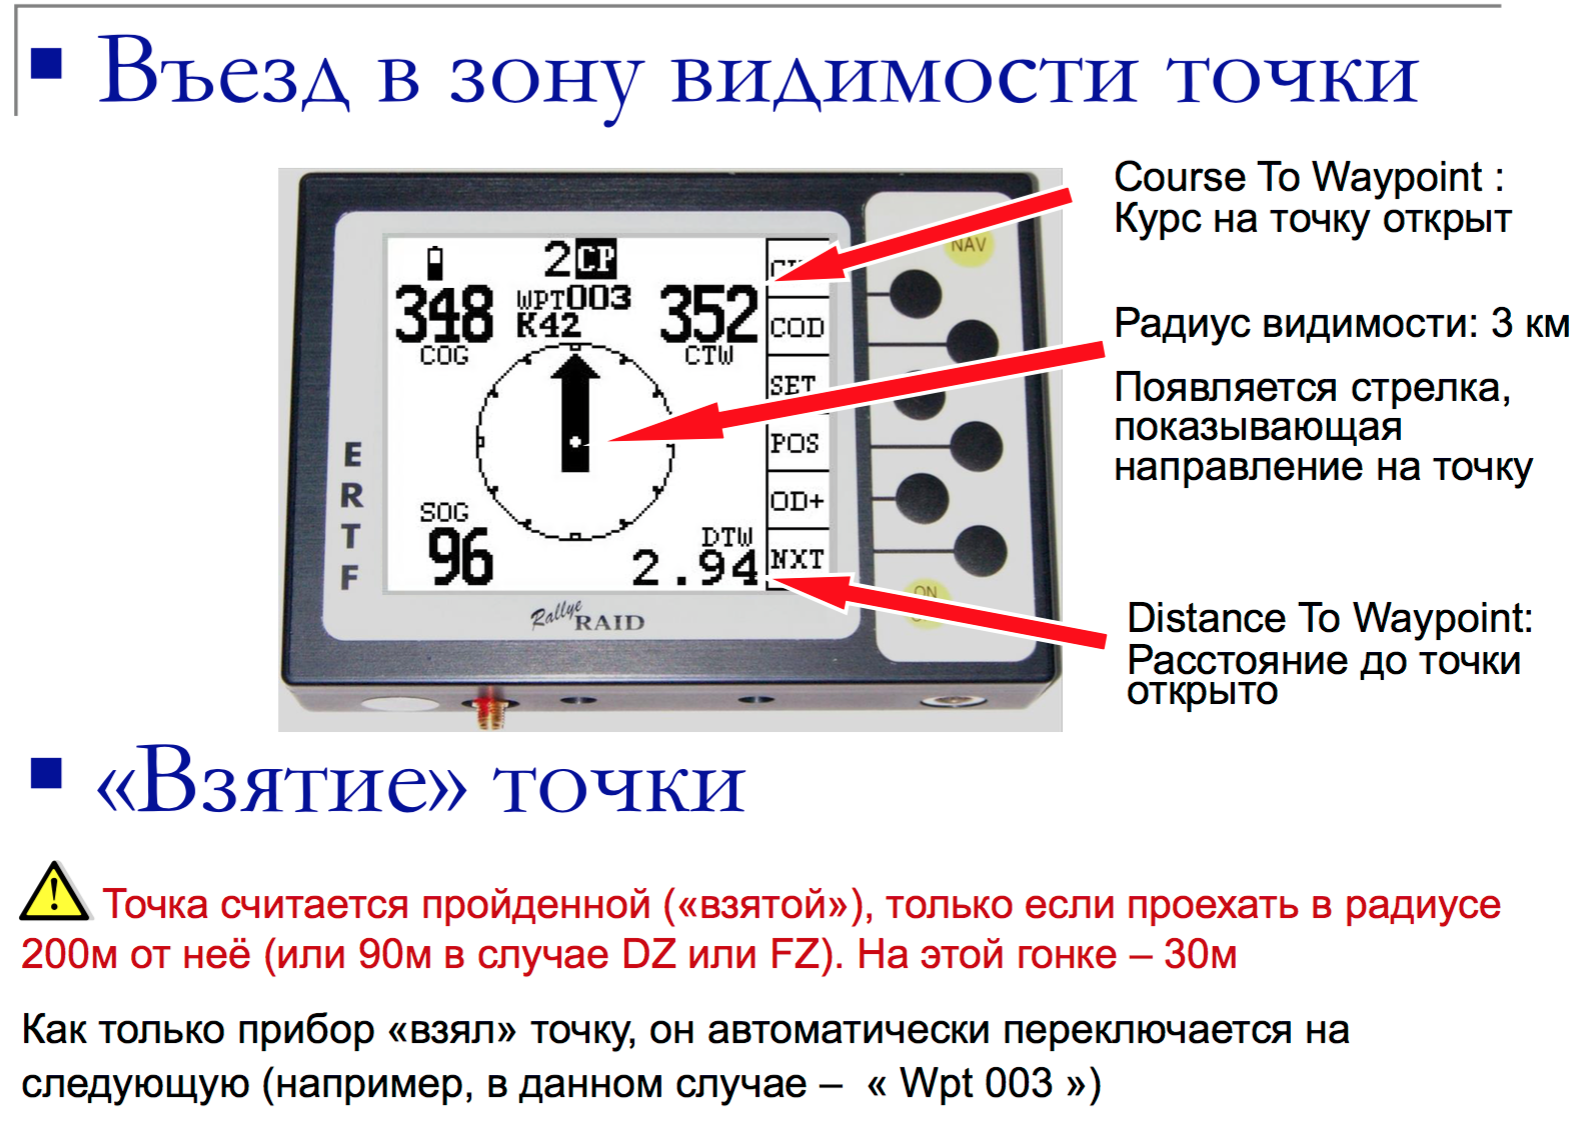 ▪ Въезд в зону видимости точки
Course To Waypoint :
Курс на точку открыт
Радиус видимости: 3 км
Появляется стрелка,
показывающая
направление на точку
Distance To Waypoint:
Расстояние до точки
открыто
2 CP
348
WPT003
352
K42
COG
CTW
SOG
96
DTW
2.94
COD
SET
POS
OD+
NXT
NAV
ON
E
R
T
F
Rallye
RAID
▪ «Взятие» точки
Точка считается пройденной («взятой»), только если проехать в радиусе
200м от неё (или 90м в случае DZ или FZ). На этой гонке – 30м
Как только прибор «взял» точку, он автоматически переключается на
следующую (например, в данном случае – « Wpt 003 »)